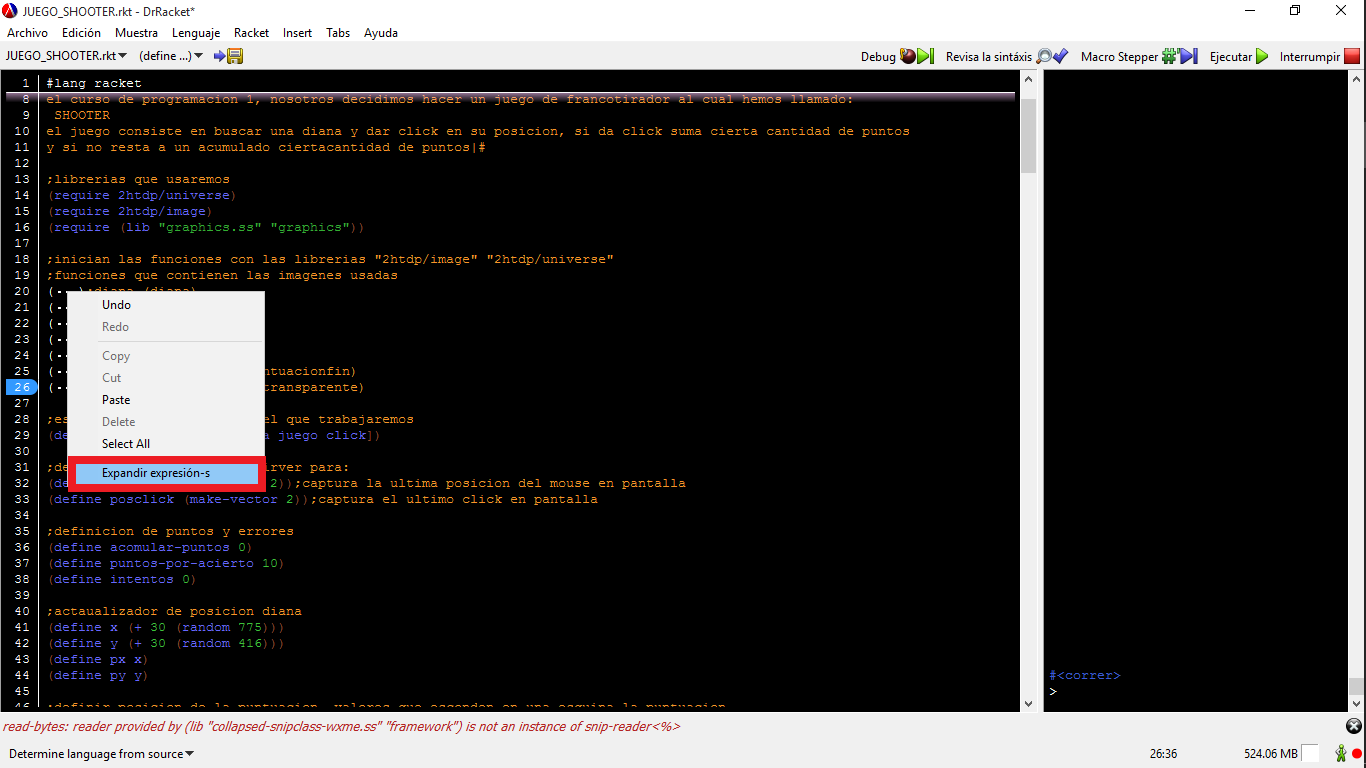 JUEGO_SHOOTER.rkt - DrRacket*
Archivo Edición Muestra Lenguaje Racket Insert Tabs Ayuda
JUEGO_SHOOTER.rkt (define ...) Debug Revisa la sintáxis Macro Stepper Ejecutar Interrumpir
1 #lang racket
8 el curso de programacion 1, nosotros decidimos hacer un juego de francotirador al cual hemos llamado:
9 SHOOTER
10 el juego consiste en buscar una diana y dar click en su posicion, si da click suma cierta cantidad de puntos
11 y si no resta a un acumulado ciertacantidad de puntos|#
12
13 ;librerias que usaremos
14 (require 2htdp/universe)
15 (require 2htdp/image)
16 (require (lib "graphics.ss" "graphics"))
17
18 ;inician las funciones con las librerias "2htdp/image" "2htdp/universe"
19 ;funciones que contienen las imagenes usadas
20 (
21 (
22 (
23 (
24 (
25 ( ntuacionfin)
26 ( transparente)
27
28 ;es el que trabajaremos
29 (de a juego click])
30
31 ;de irver para:
32 (de 2));captura la ultima posicion del mouse en pantalla
33 (define posclick (make-vector 2));captura el ultimo click en pantalla
34
35 ;definicion de puntos y errores
36 (define acomular-puntos 0)
37 (define puntos-por-acierto 10)
38 (define intentos 0)
39
40 ;actaualizador de posicion diana
41 (define x (+ 30 (random 775)))
42 (define y (+ 30 (random 416)))
43 (define px x)
44 (define py y)
45
Undo
Redo
Copy
Cut
Paste
Delete
Select All
Expandir expresión-s
#<correr>
>
read-bytes: reader provided by (lib "collapsed-snipclass-wxme.ss" "framework") is not an instance of snip-reader<%>
Determine language from source 26:36 524.06 MB